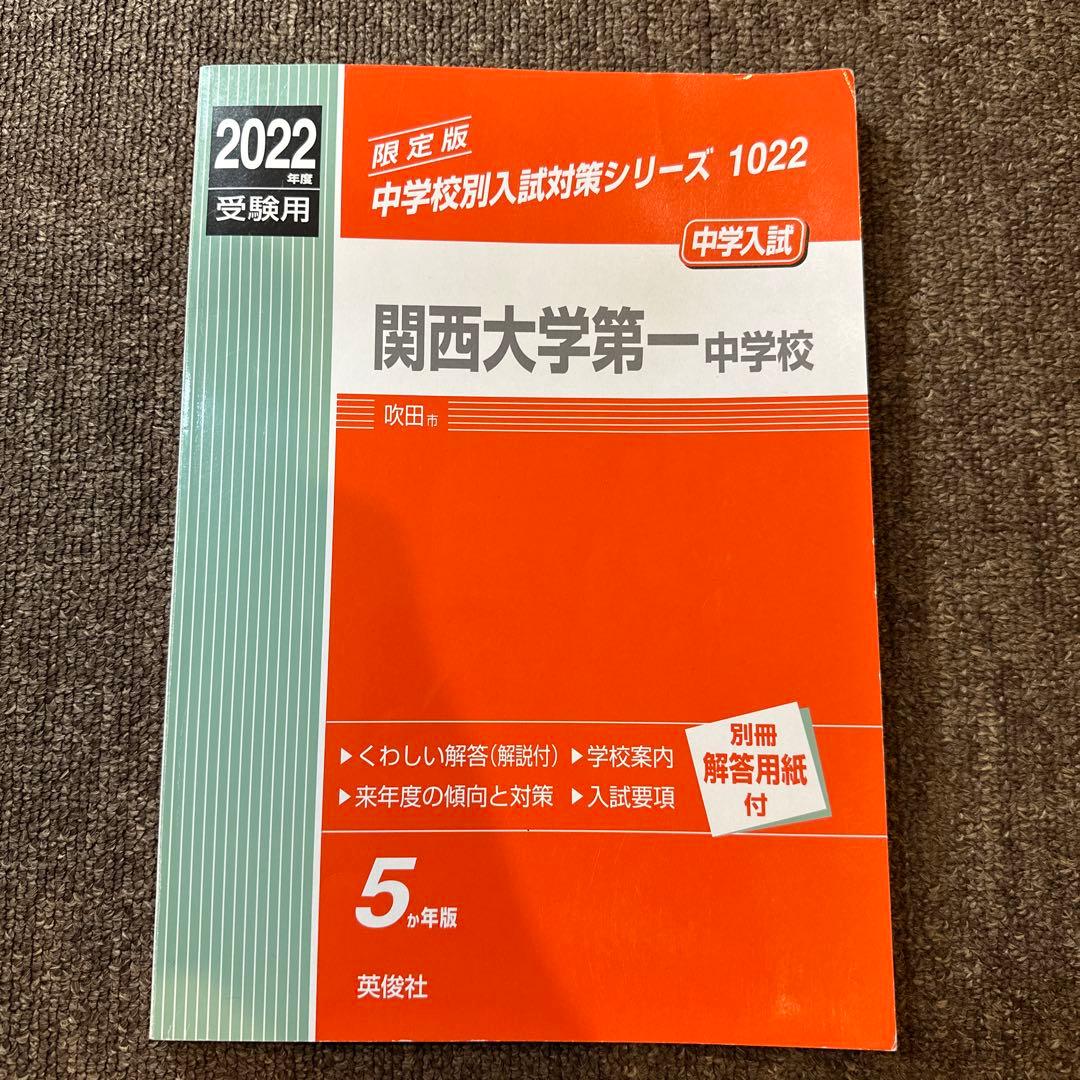 2022
年度
受験用
限定版
中学校別入試対策シリーズ 1022
中学入試
関西大学第一中学校
吹田市
▶くわしい解答(解説付) ▶学校案内
▶来年度の傾向と対策 ▶入試要項
別冊
解答用紙
付
5か年版
英俊社